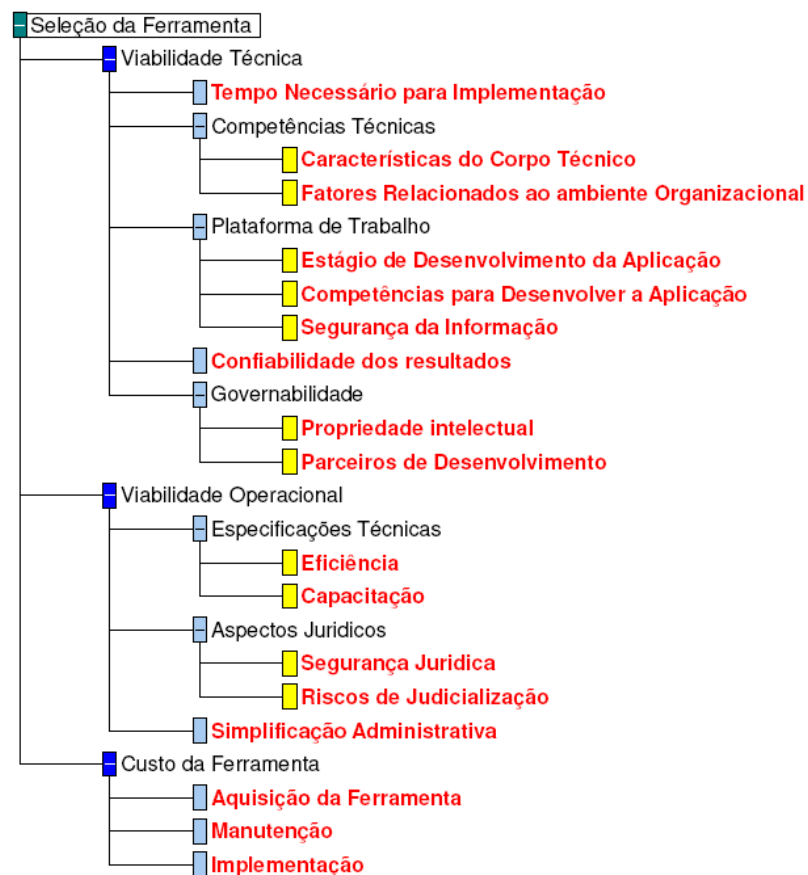 Seleção da Ferramenta
Viabilidade Técnica
Tempo Necessário para Implementação
Competências Técnicas
Características do Corpo Técnico
Fatores Relacionados ao ambiente Organizacional
Plataforma de Trabalho
Estágio de Desenvolvimento da Aplicação
Competências para Desenvolver a Aplicação
Segurança da Informação
Confiabilidade dos resultados
Governabilidade
Propriedade intelectual
Parceiros de Desenvolvimento
Viabilidade Operacional
Especificações Técnicas
Eficiência
Capacitação
Aspectos Juridicos
Segurança Juridica
Riscos de Judicialização
Simplificação Administrativa
Custo da Ferramenta
Aquisição da Ferramenta
Manutenção
Implementação